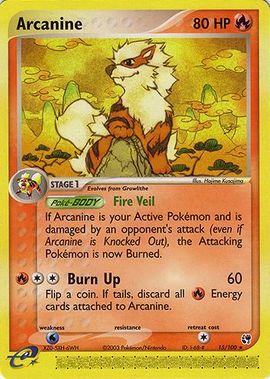 Arcanine 80 HP
illus. Hajime Kusajima
STAGE 1
Evolves from Growlithe
Poké-BODY Fire Veil
If Arcanine is your Active Pokémon and is
damaged by an opponent's attack (even if
Arcanine is Knocked Out), the Attacking
Pokémon is now Burned.
Burn Up 60
Flip a coin. If tails, discard all Energy
cards attached to Arcanine.
weakness resistance retreat cost
e ©2003 Pokémon/Nintendo 15/100